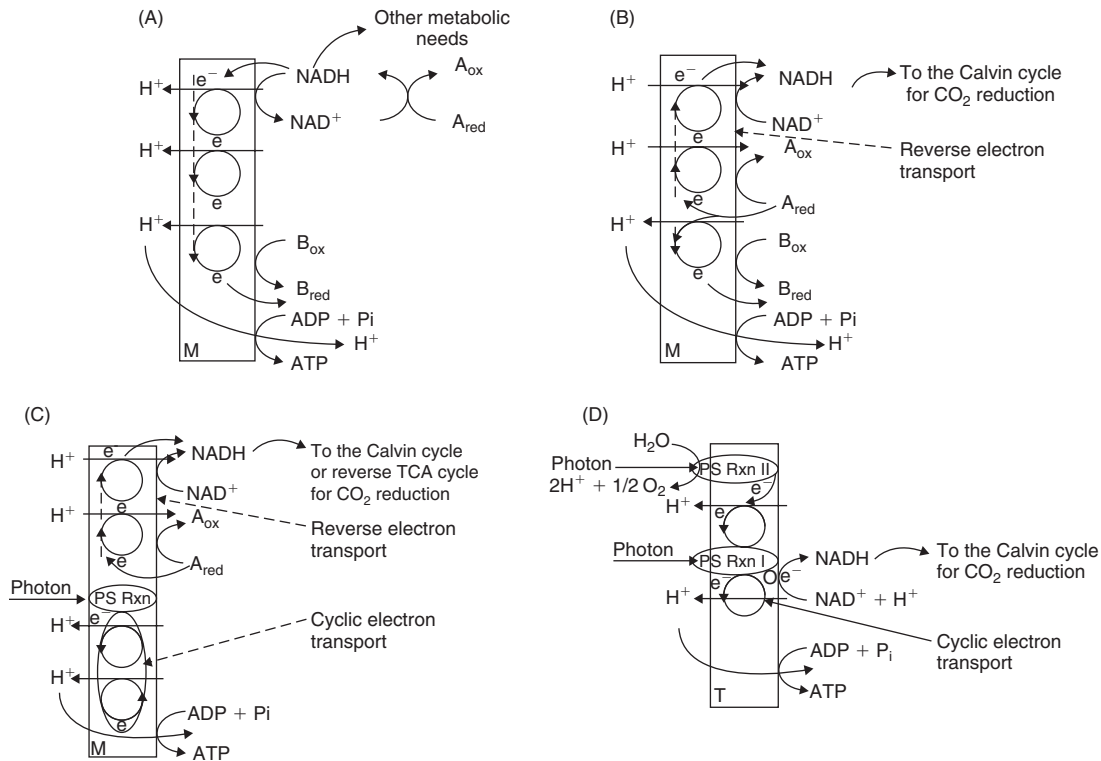 (A)
Other metabolic
needs
H⁺
e⁻
NADH
Aox
NAD⁺
Ared
H⁺
e
H⁺
e
Box
e
Bred
ADP + Pi
H⁺
M
ATP
(B)
H⁺
e⁻
NADH
To the Calvin cycle
for CO₂ reduction
NAD⁺
H⁺
e
Aox
Reverse electron
transport
e
Ared
H⁺
Box
e
Bred
ADP + Pi
H⁺
M
ATP
(C)
e⁻
H⁺
NADH
To the Calvin cycle
or reverse TCA cycle
for CO₂ reduction
NAD⁺
H⁺
e
Aox
Reverse electron
transport
e
Ared
Photon
PS Rxn
e⁻
H⁺
Cyclic electron
transport
H⁺
e
ADP + Pi
M
ATP
(D)
H₂O
Photon
PS Rxn II
2H⁺ + 1/2 O₂
e⁻
H⁺
e
Photon
PS Rxn I
NADH
To the Calvin cycle
for CO₂ reduction
e⁻
O e⁻
H⁺
NAD⁺ + H⁺
Cyclic electron
transport
ADP + Pi
T
ATP